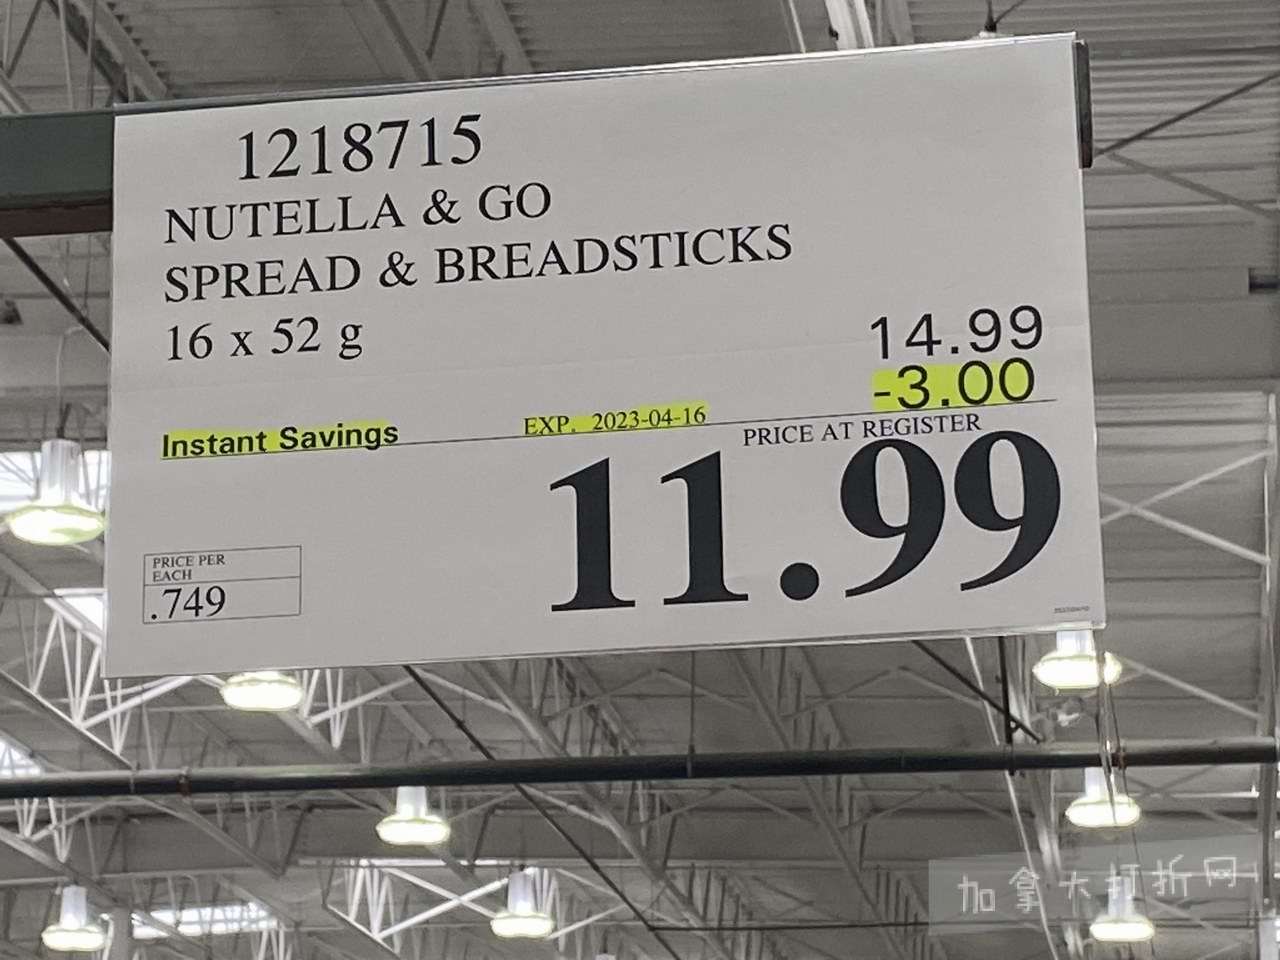 1218715
NUTELLA & GO
SPREAD & BREADSTICKS
16 x 52 g
14.99
-3.00
Instant Savings EXP. 2023-04-16
PRICE AT REGISTER
11.99
PRICE PER
EACH
.749
加拿大打折网